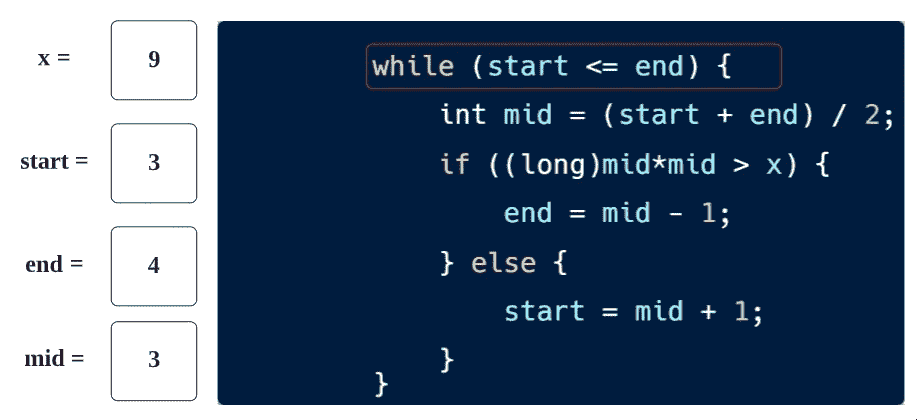 x = 9
start = 3
end = 4
mid = 3
while (start <= end) {
int mid = (start + end) / 2;
if ((long)mid*mid > x) {
end = mid - 1;
} else {
start = mid + 1;
}
}